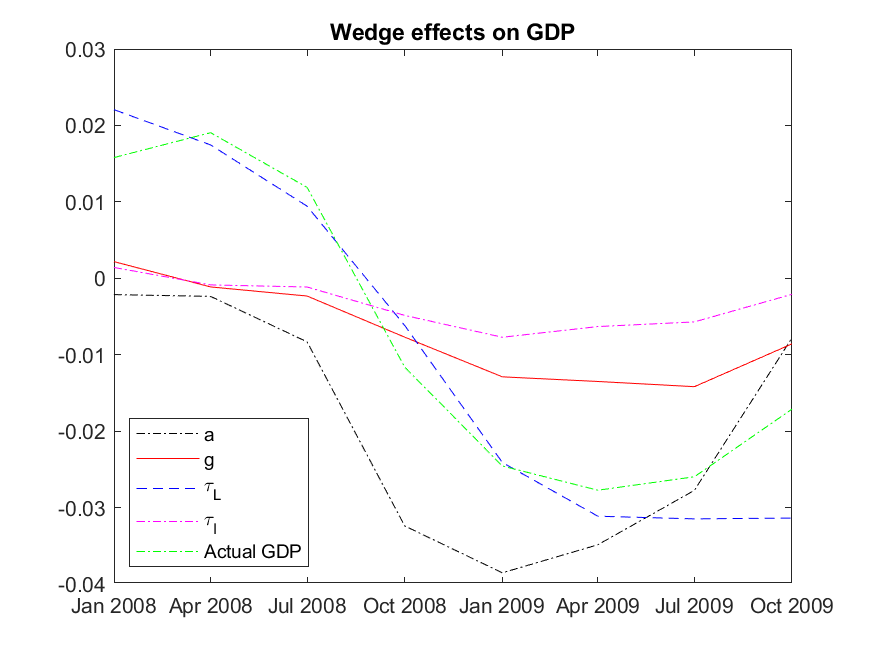 Wedge effects on GDP
0.03
0.02
0.01
0
-0.01
-0.02
-0.03
-0.04
a
g
τL
τI
Actual GDP
Jan 2008 Apr 2008 Jul 2008 Oct 2008 Jan 2009 Apr 2009 Jul 2009 Oct 2009